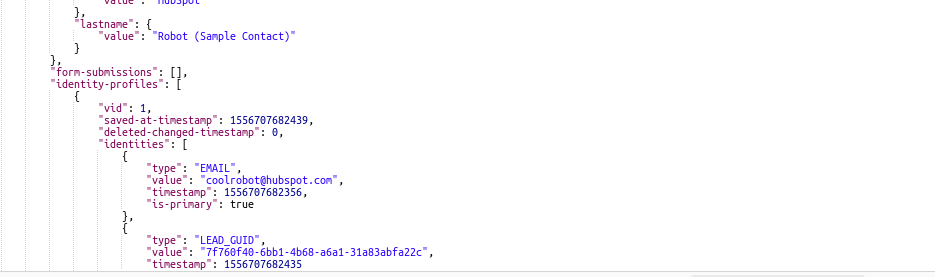 "value": "HubSpot"
},
"lastname": {
"value": "Robot (Sample Contact)"
}
},
"form-submissions": [],
"identity-profiles": [
{
"vid": 1,
"saved-at-timestamp": 1556707682439,
"deleted-changed-timestamp": 0,
"identities": [
{
"type": "EMAIL",
"value": "coolrobot@hubspot.com",
"timestamp": 1556707682356,
"is-primary": true
},
{
"type": "LEAD_GUID",
"value": "7f760f40-6bb1-4b68-a6a1-31a83abfa22c",
"timestamp": 1556707682435